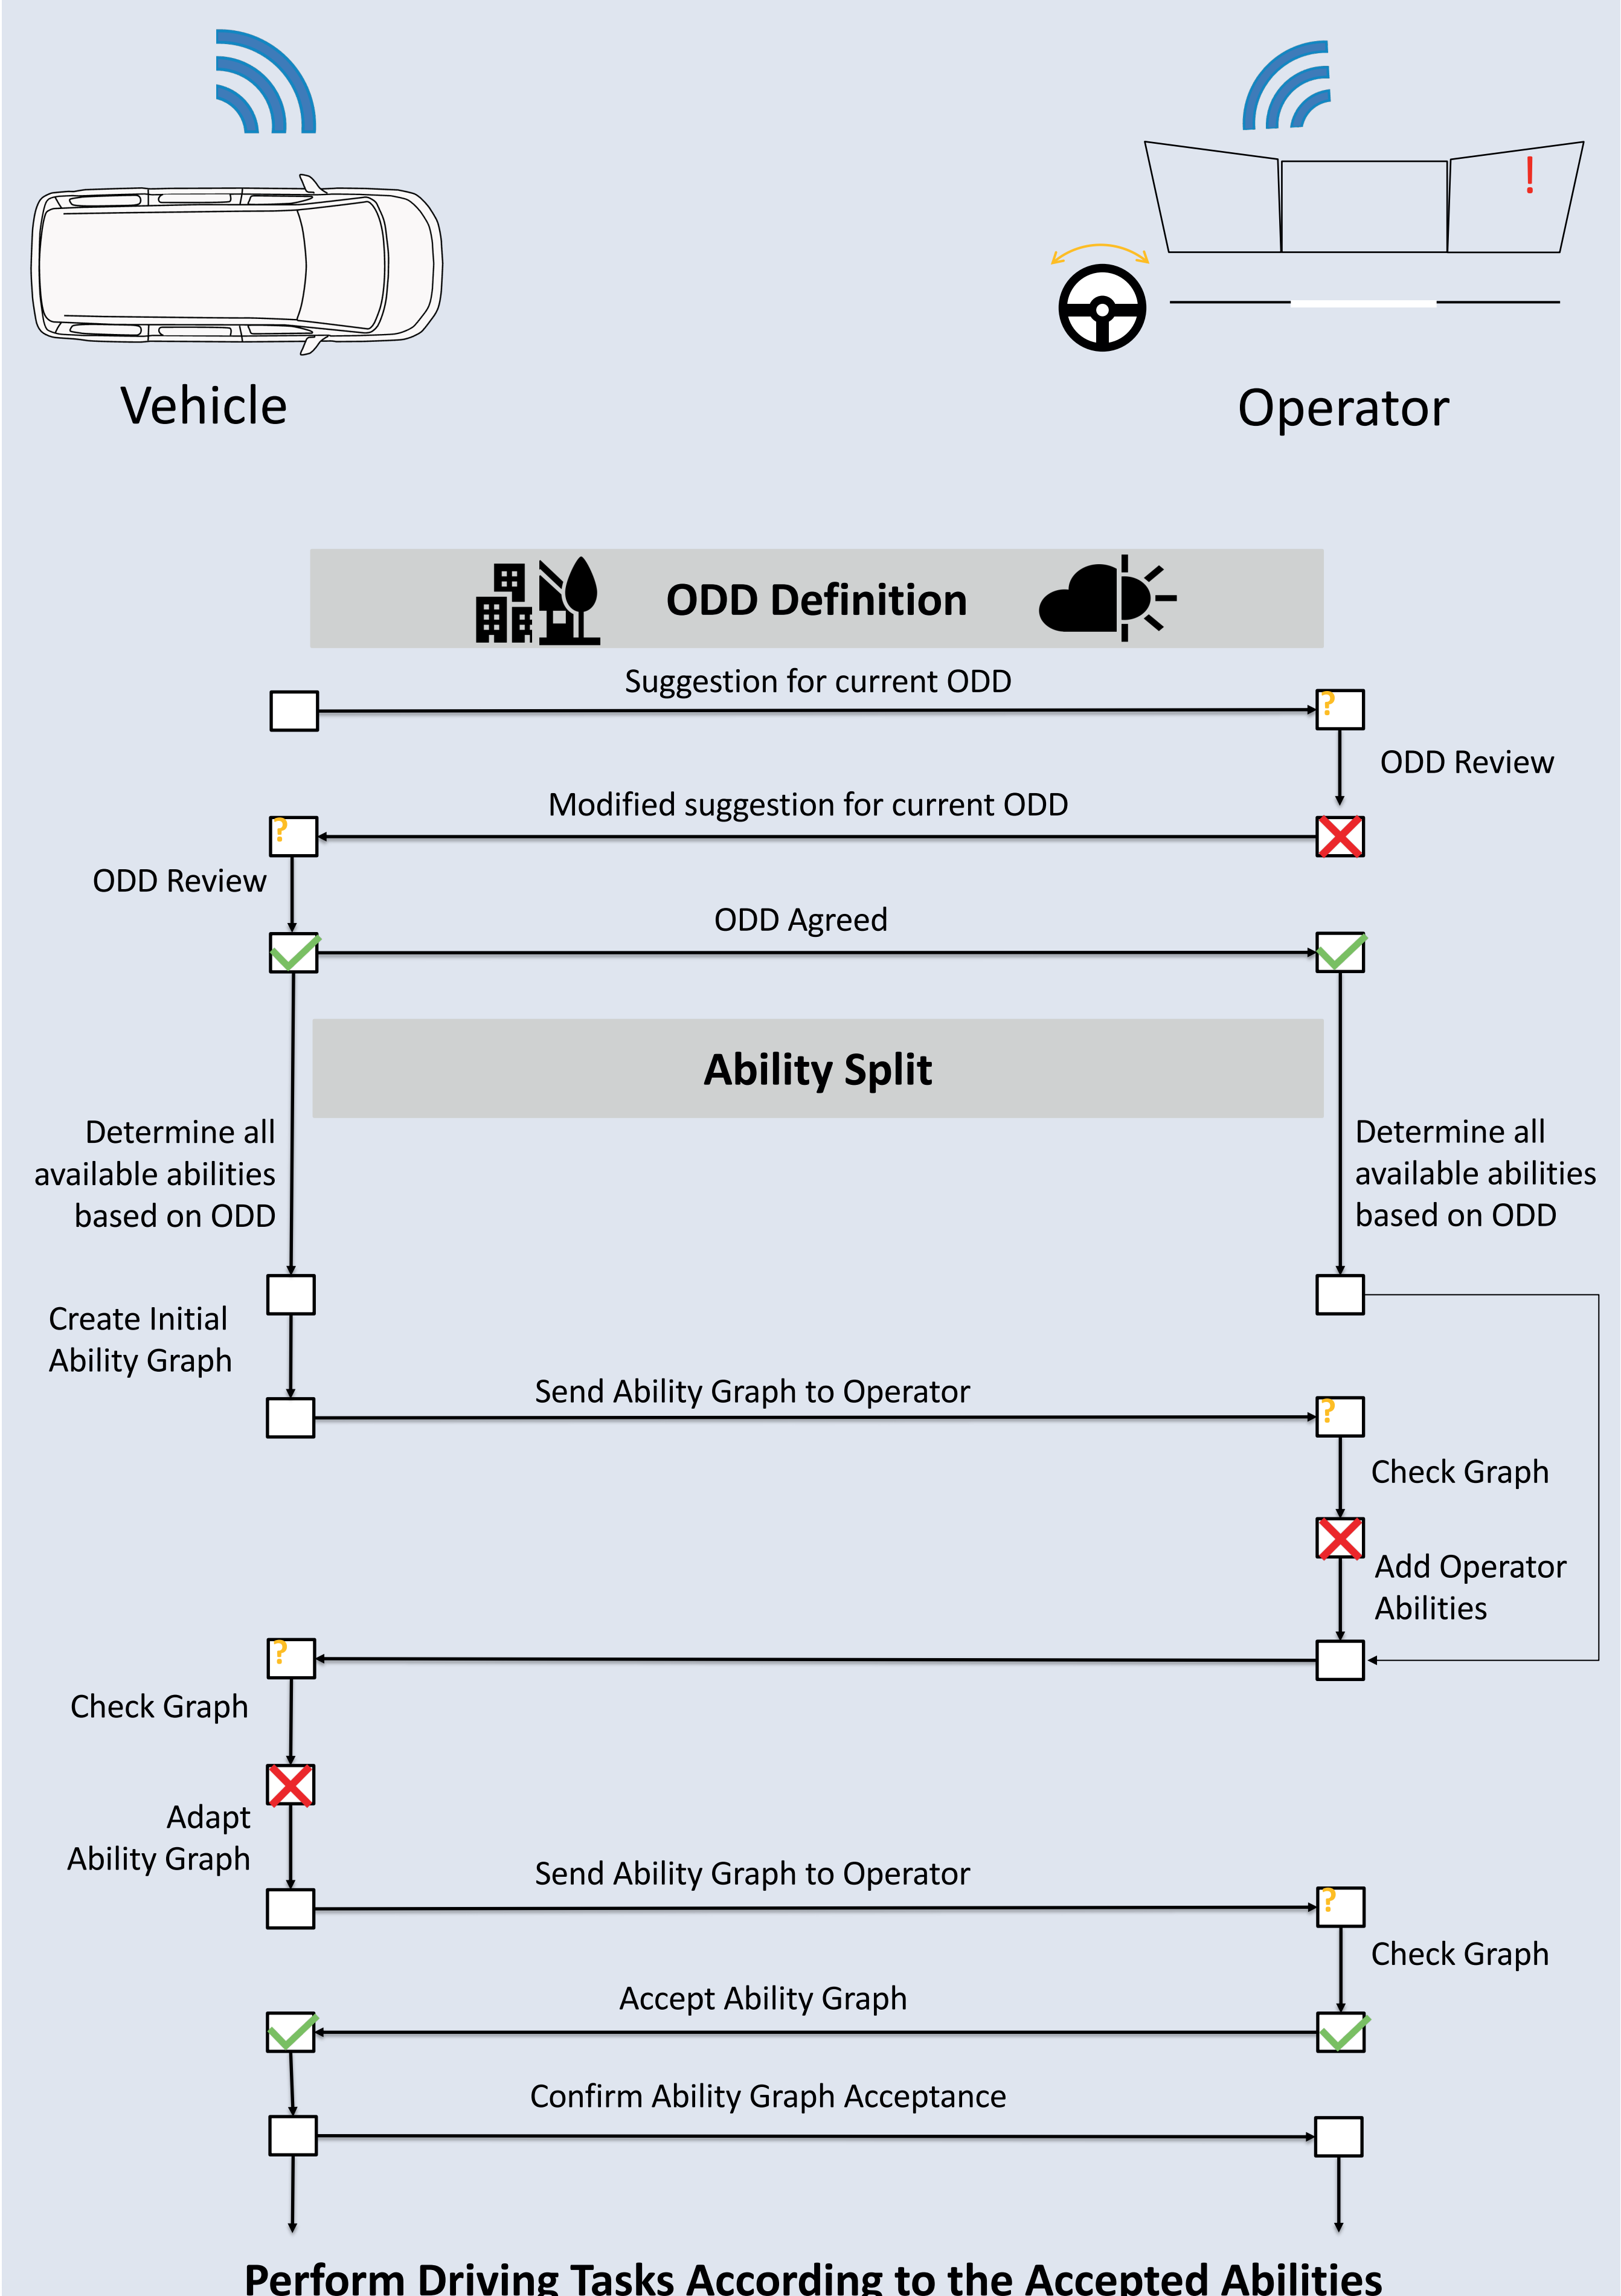 Vehicle
Operator
ODD Definition
Suggestion for current ODD
?
ODD Review
Modified suggestion for current ODD
?
ODD Review
ODD Agreed
Ability Split
Determine all
available abilities
based on ODD
Determine all
available abilities
based on ODD
Create Initial
Ability Graph
Send Ability Graph to Operator
?
Check Graph
Add Operator
Abilities
?
Check Graph
Adapt
Ability Graph
Send Ability Graph to Operator
?
Check Graph
Accept Ability Graph
Confirm Ability Graph Acceptance
Perform Driving Tasks According to the Accepted Abilities